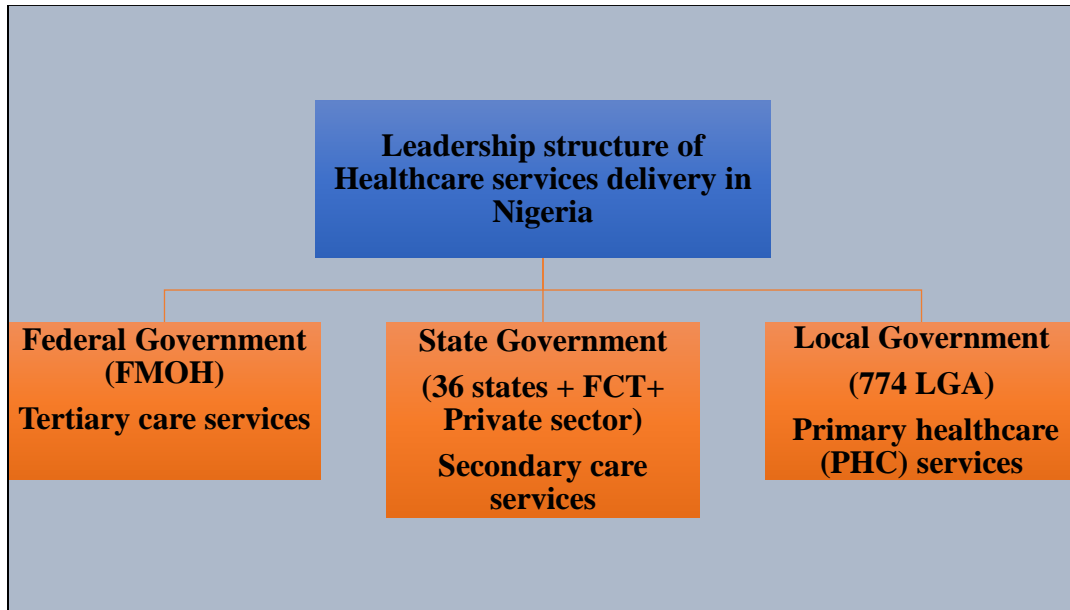 Leadership structure of
Healthcare services delivery in
Nigeria
Federal Government
(FMOH)
Tertiary care services
State Government
(36 states + FCT+
Private sector)
Secondary care
services
Local Government
(774 LGA)
Primary healthcare
(PHC) services